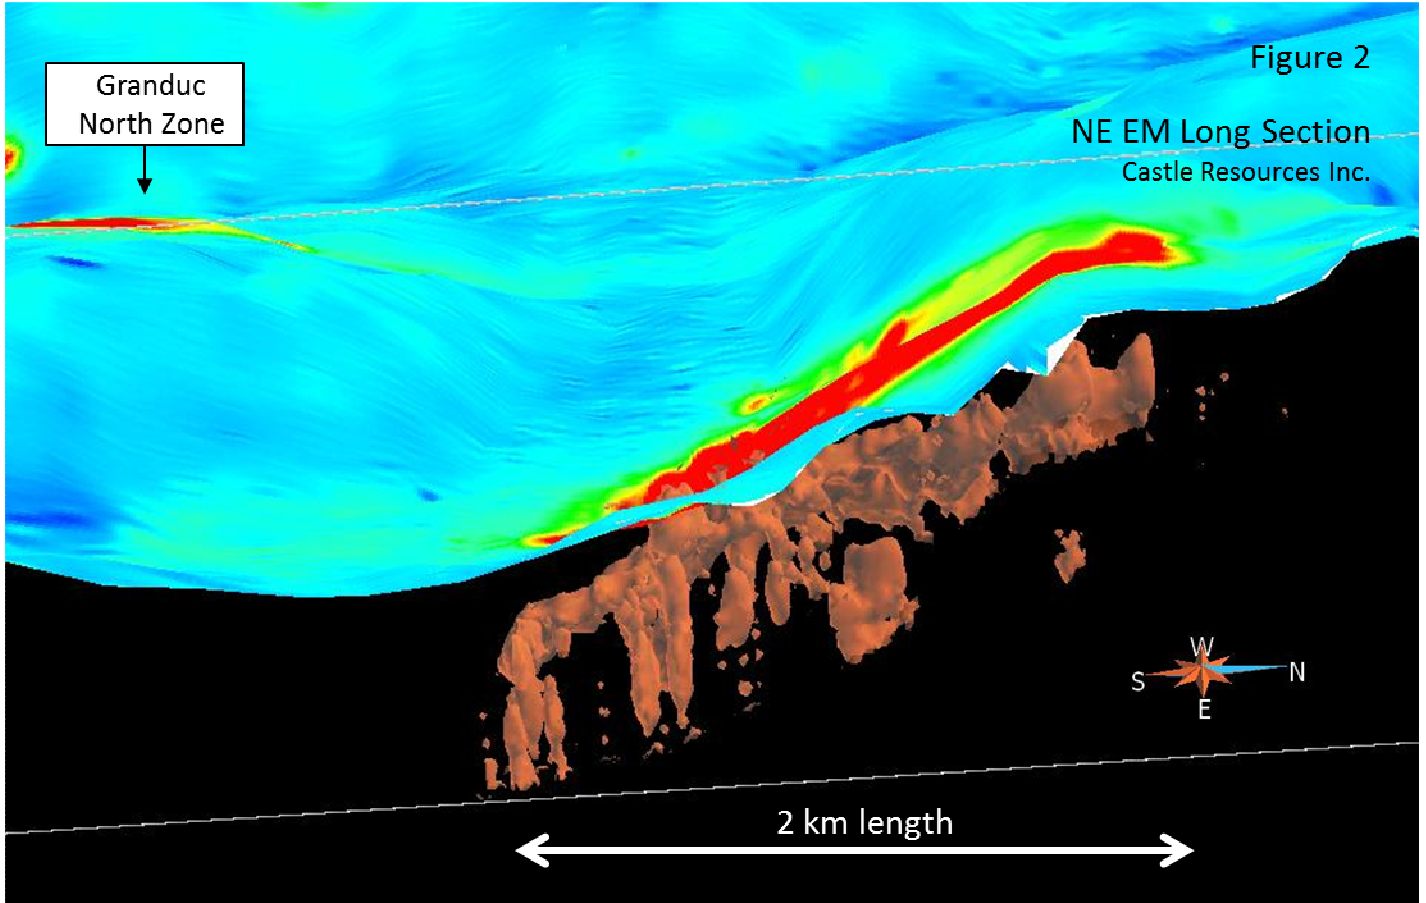 Figure 2
Granduc
North Zone
NE EM Long Section
Castle Resources Inc.
W
S
N
E
2 km length